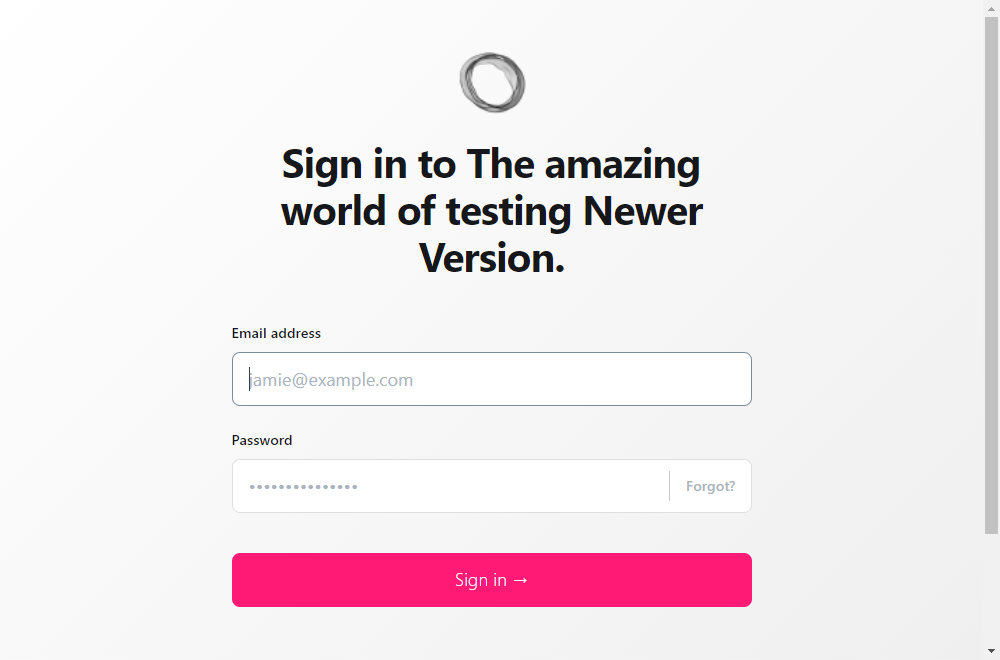 Sign in to The amazing
world of testing Newer
Version.
Email address
jamie@example.com
Password
•••••••••••••••
Forgot?
Sign in →